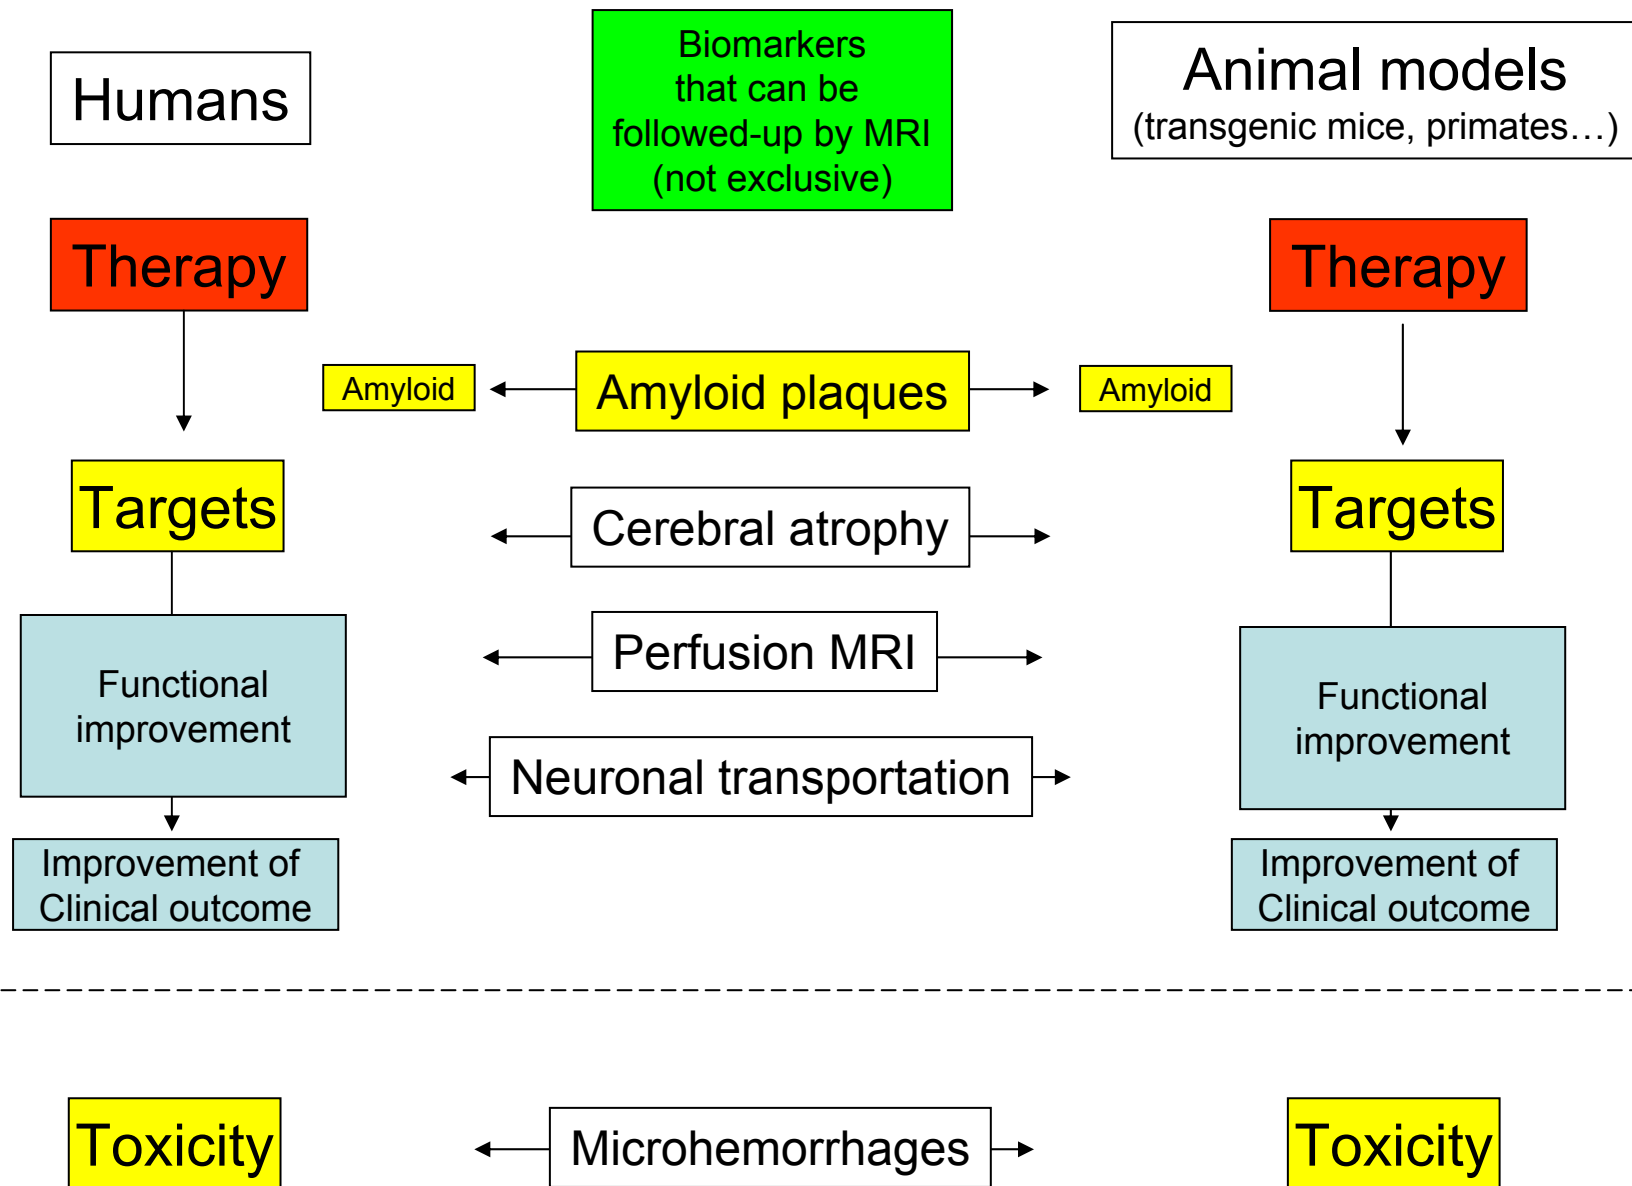 Humans
Biomarkers
that can be
followed-up by MRI
(not exclusive)
Animal models
(transgenic mice, primates…)
Therapy
Therapy
Amyloid
Amyloid plaques
Amyloid
Targets
Cerebral atrophy
Targets
Perfusion MRI
Functional
improvement
Functional
improvement
Neuronal transportation
Improvement of
Clinical outcome
Improvement of
Clinical outcome
Toxicity
Microhemorrhages
Toxicity